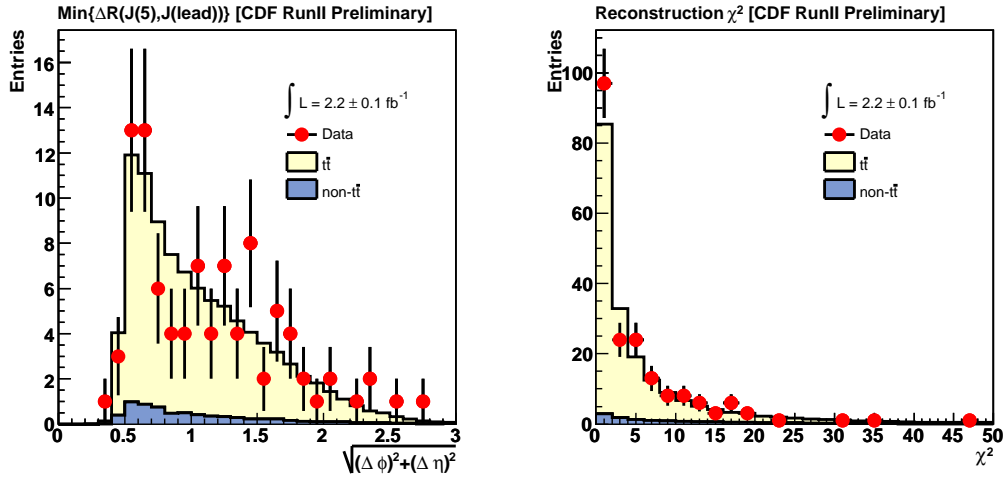 Min{ΔR(J(5),J(lead))} [CDF RunII Preliminary]
Entries
16
14
12
10
8
6
4
2
0
0 0.5 1 1.5 2 2.5 3
√(Δ ϕ)²+(Δ η)²
∫ L = 2.2 ± 0.1 fb⁻¹
Data
tt̄
non-tt̄
Reconstruction χ² [CDF RunII Preliminary]
Entries
100
80
60
40
20
0
0 5 10 15 20 25 30 35 40 45 50
χ²
∫ L = 2.2 ± 0.1 fb⁻¹
Data
tt̄
non-tt̄